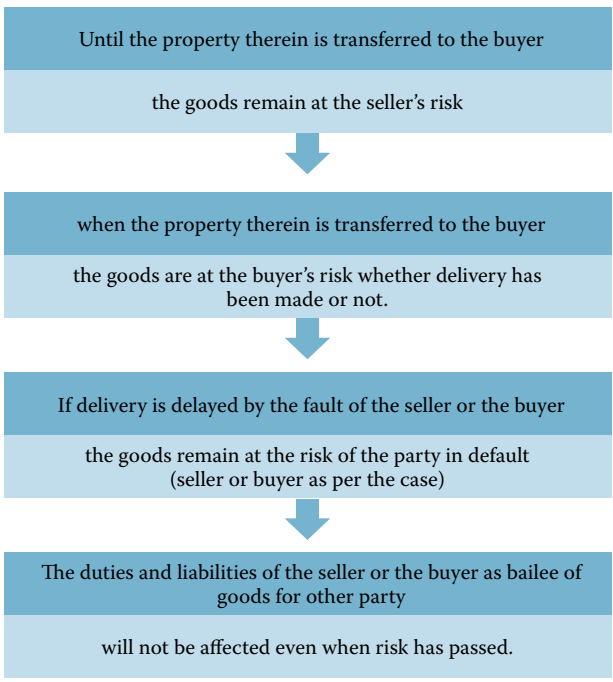 Until the property therein is transferred to the buyer
the goods remain at the seller's risk
when the property therein is transferred to the buyer
the goods are at the buyer's risk whether delivery has
been made or not.
If delivery is delayed by the fault of the seller or the buyer
the goods remain at the risk of the party in default
(seller or buyer as per the case)
The duties and liabilities of the seller or the buyer as bailee of
goods for other party
will not be affected even when risk has passed.